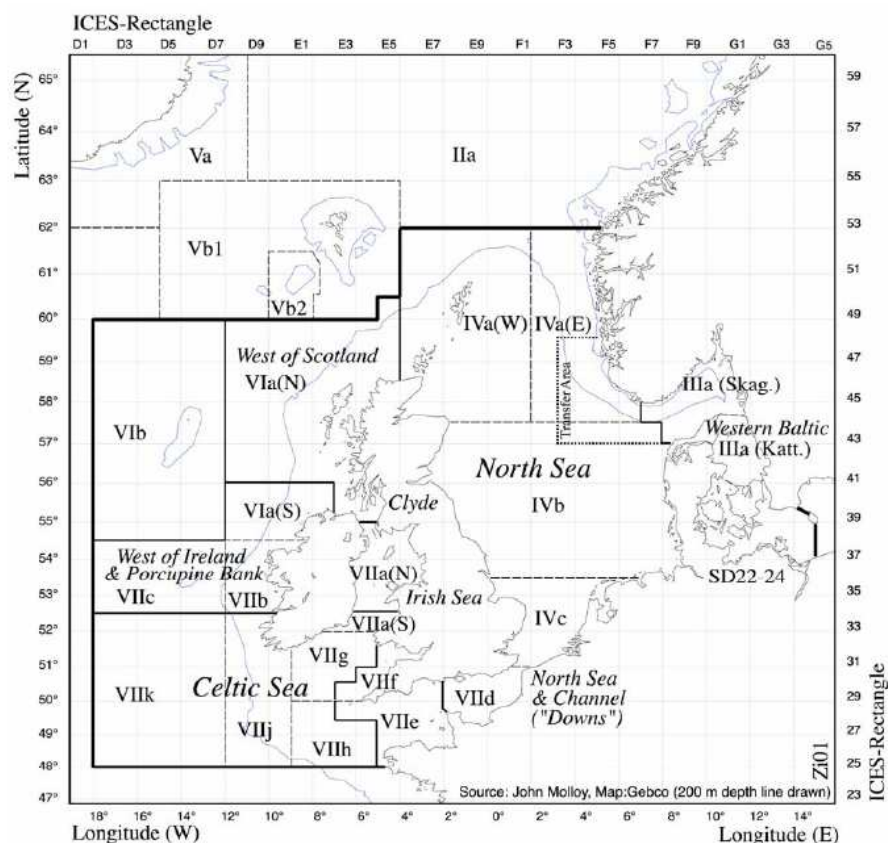 ICES-Rectangle
D1 D3 D5 D7 D9 E1 E3 E5 E7 E9 F1 F3 F5 F7 F9 G1 G3 G5
Latitude (N)
65°
64°
63°
62°
61°
60°
59°
58°
57°
56°
55°
54°
53°
52°
51°
50°
49°
48°
47°
59
57
55
53
51
49
47
45
43
41
39
37
35
33
31
29
27
25
23
ICES-Rectangle
Va
IIa
Vb1
Vb2
IVa(W)
IVa(E)
West of Scotland
VIa(N)
Transfer Area
IIIa (Skag.)
VIb
Western Baltic
IIIa (Katt.)
North Sea
VIa(S)
Clyde
IVb
West of Ireland
& Porcupine Bank
VIIc
VIIb
VIIa(N)
Irish Sea
SD22-24
VIIa(S)
IVc
VIIg
Celtic Sea
VIIk
VIIf
VIId
North Sea
& Channel
("Downs")
VIIj
VIIe
VIIh
Zi01
Source: John Molloy, Map:Gebco (200 m depth line drawn)
18° 16° 14° 12° 10° 8° 6° 4° 2° 0° 2° 4° 6° 8° 10° 12° 14°
Longitude (W)
Longitude (E)